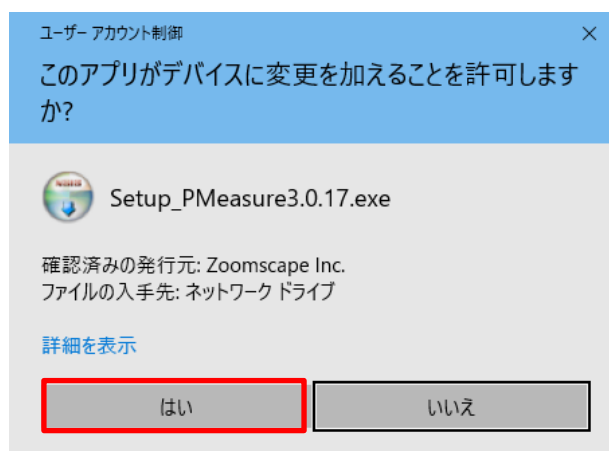 ユーザー アカウント制御
このアプリがデバイスに変更を加えることを許可します
か?
Setup_PMeasure3.0.17.exe
確認済みの発行元: Zoomscape Inc.
ファイルの入手先: ネットワーク ドライブ
詳細を表示
はい
いいえ